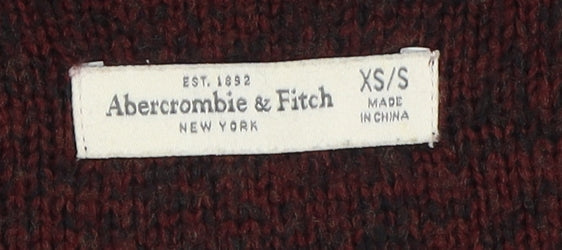 EST. 1892
Abercrombie & Fitch
NEW YORK
XS/S
MADE
IN CHINA